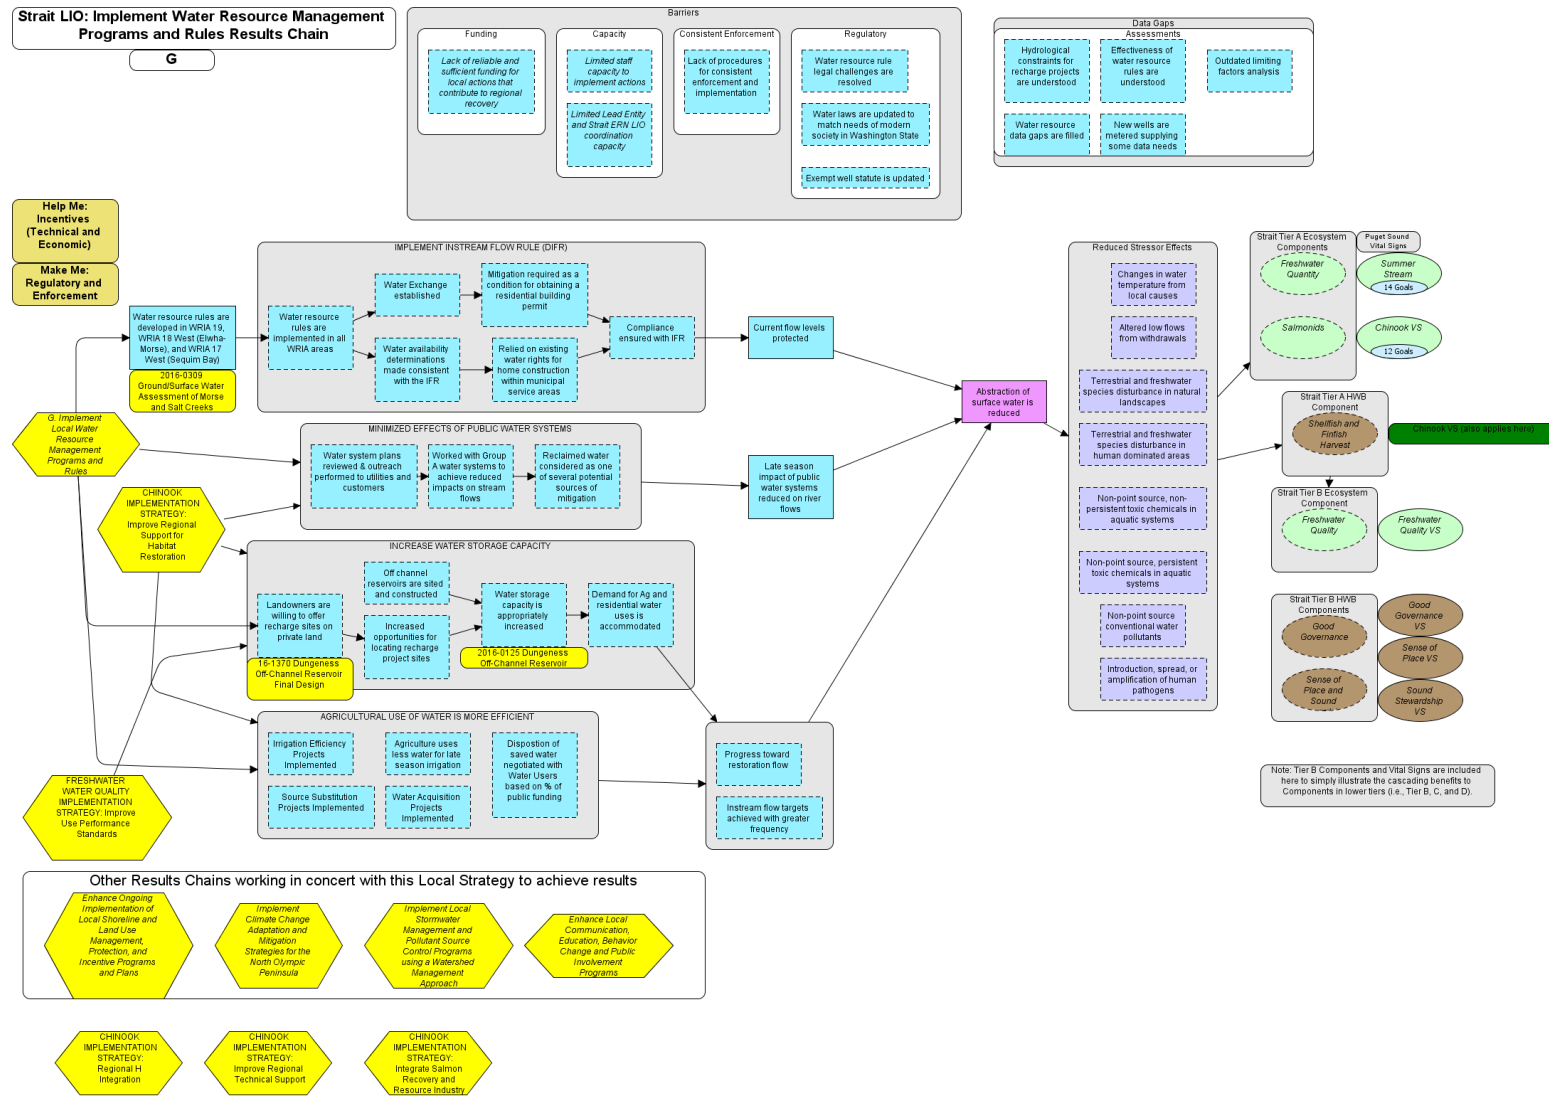 Strait LIO: Implement Water Resource Management
Programs and Rules Results Chain
G
Barriers
Funding
Lack of reliable and
sufficient funding for
local actions that
contribute to regional
recovery
Capacity
Limited staff
capacity to
implement actions
Limited Lead Entity
and Strait ERN LIO
coordination
capacity
Consistent Enforcement
Lack of procedures
for consistent
enforcement and
implementation
Regulatory
Water resource rule
legal challenges are
resolved
Water laws are updated to
match needs of modern
society in Washington State
Exempt well statute is updated
Data Gaps
Assessments
Hydrological
constraints for
recharge projects
are understood
Effectiveness of
water resource
rules are
understood
Outdated limiting
factors analysis
Water resource
data gaps are filled
New wells are
metered supplying
some data needs
Help Me:
Incentives
(Technical and
Economic)
Make Me:
Regulatory and
Enforcement
Water resource rules are
developed in WRIA 19,
WRIA 18 West (Elwha-
Morse), and WRIA 17
West (Sequim Bay)
2016-0309
Ground/Surface Water
Assessment of Morse
and Salt Creeks
G. Implement
Local Water
Resource
Management
Programs and
Rules
CHINOOK
IMPLEMENTATION
STRATEGY:
Improve Regional
Support for
Habitat
Restoration
FRESHWATER
WATER QUALITY
IMPLEMENTATION
STRATEGY: Improve
Use Performance
Standards
IMPLEMENT INSTREAM FLOW RULE (DIFR)
Water resource
rules are
implemented in all
WRIA areas
Water Exchange
established
Mitigation required as a
condition for obtaining a
residential building
permit
Water availability
determinations
made consistent
with the IFR
Relied on existing
water rights for
home construction
within municipal
service areas
Compliance
ensured with IFR
Current flow levels
protected
MINIMIZED EFFECTS OF PUBLIC WATER SYSTEMS
Water system plans
reviewed & outreach
performed to utilities and
customers
Worked with Group
A water systems to
achieve reduced
impacts on stream
flows
Reclaimed water
considered as one
of several potential
sources of
mitigation
Late season
impact of public
water systems
reduced on river
flows
INCREASE WATER STORAGE CAPACITY
Landowners are
willing to offer
recharge sites on
private land
16-1370 Dungeness
Off-Channel Reservoir
Final Design
Off channel
reservoirs are sited
and constructed
Increased
opportunities for
locating recharge
project sites
Water storage
capacity is
appropriately
increased
2016-0125 Dungeness
Off-Channel Reservoir
Demand for Ag and
residential water
uses is
accommodated
AGRICULTURAL USE OF WATER IS MORE EFFICIENT
Irrigation Efficiency
Projects
Implemented
Agriculture uses
less water for late
season irrigation
Dispostion of
saved water
negotiated with
Water Users
based on % of
public funding
Source Substitution
Projects Implemented
Water Acquisition
Projects
Implemented
Progress toward
restoration flow
Instream flow targets
achieved with greater
frequency
Abstraction of
surface water is
reduced
Reduced Stressor Effects
Changes in water
temperature from
local causes
Altered low flows
from withdrawals
Terrestrial and freshwater
species disturbance in natural
landscapes
Terrestrial and freshwater
species disturbance in
human dominated areas
Non-point source, non-
persistent toxic chemicals in
aquatic systems
Non-point source, persistent
toxic chemicals in aquatic
systems
Non-point source
conventional water
pollutants
Introduction, spread, or
amplification of human
pathogens
Strait Tier A Ecosystem
Components
Freshwater
Quantity
Salmonids
Puget Sound
Vital Signs
Summer
Stream
14 Goals
Chinook VS
12 Goals
Strait Tier A HWB
Component
Shellfish and
Finfish
Harvest
Chinook VS (also applies here)
Strait Tier B Ecosystem
Component
Freshwater
Quality
Freshwater
Quality VS
Strait Tier B HWB
Components
Good
Governance
Sense of
Place and
Sound
Good
Governance
VS
Sense of
Place VS
Sound
Stewardship
VS
Note: Tier B Components and Vital Signs are included
here to simply illustrate the cascading benefits to
Components in lower tiers (i.e., Tier B, C, and D).
Other Results Chains working in concert with this Local Strategy to achieve results
Enhance Ongoing
Implementation of
Local Shoreline and
Land Use
Management,
Protection, and
Incentive Programs
and Plans
Implement
Climate Change
Adaptation and
Mitigation
Strategies for the
North Olympic
Peninsula
Implement Local
Stormwater
Management and
Pollutant Source
Control Programs
using a Watershed
Management
Approach
Enhance Local
Communication,
Education, Behavior
Change and Public
Involvement
Programs
CHINOOK
IMPLEMENTATION
STRATEGY:
Regional H
Integration
CHINOOK
IMPLEMENTATION
STRATEGY:
Improve Regional
Technical Support
CHINOOK
IMPLEMENTATION
STRATEGY:
Integrate Salmon
Recovery and
Resource Industry